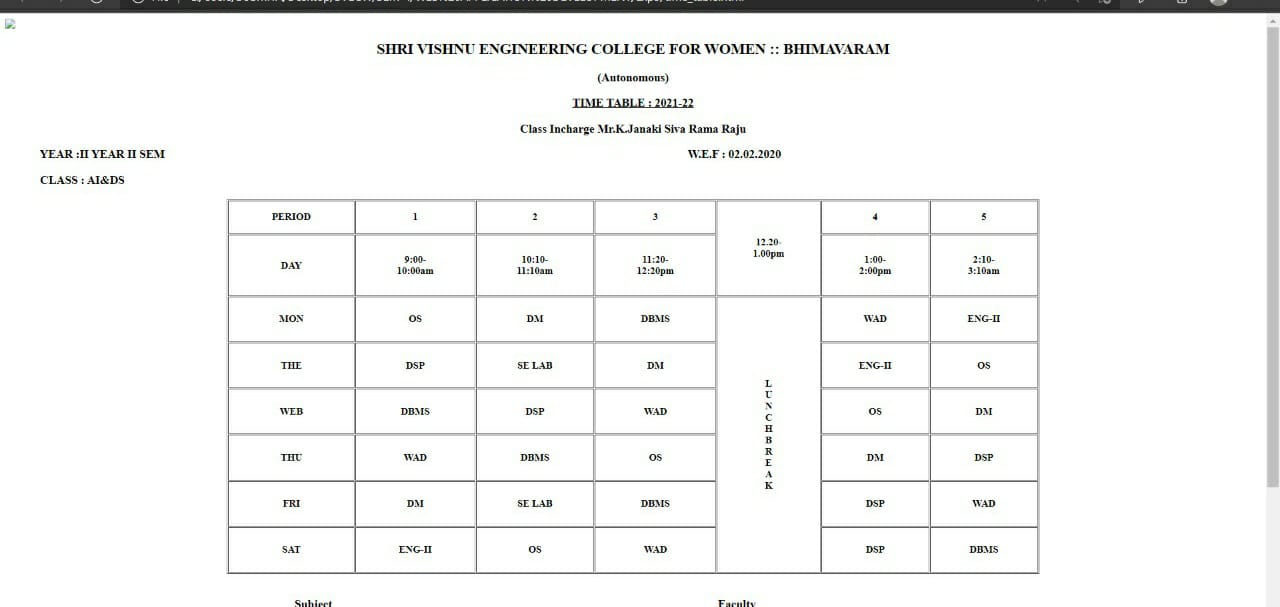 SHRI VISHNU ENGINEERING COLLEGE FOR WOMEN :: BHIMAVARAM
(Autonomous)
TIME TABLE : 2021-22
Class Incharge Mr.K.Janaki Siva Rama Raju
YEAR :II YEAR II SEM W.E.F : 02.02.2020
CLASS : AI&DS
PERIOD 1 2 3 12.20-1.00pm 4 5
DAY 9:00-10:00am 10:10-11:10am 11:20-12:20pm 1:00-2:00pm 2:10-3:10am
MON OS DM DBMS WAD ENG-II
THE DSP SE LAB DM ENG-II OS
WEB DBMS DSP WAD OS DM
THU WAD DBMS OS DM DSP
FRI DM SE LAB DBMS DSP WAD
SAT ENG-II OS WAD DSP DBMS
L
U
N
C
H
B
R
E
A
K
Subject Faculty